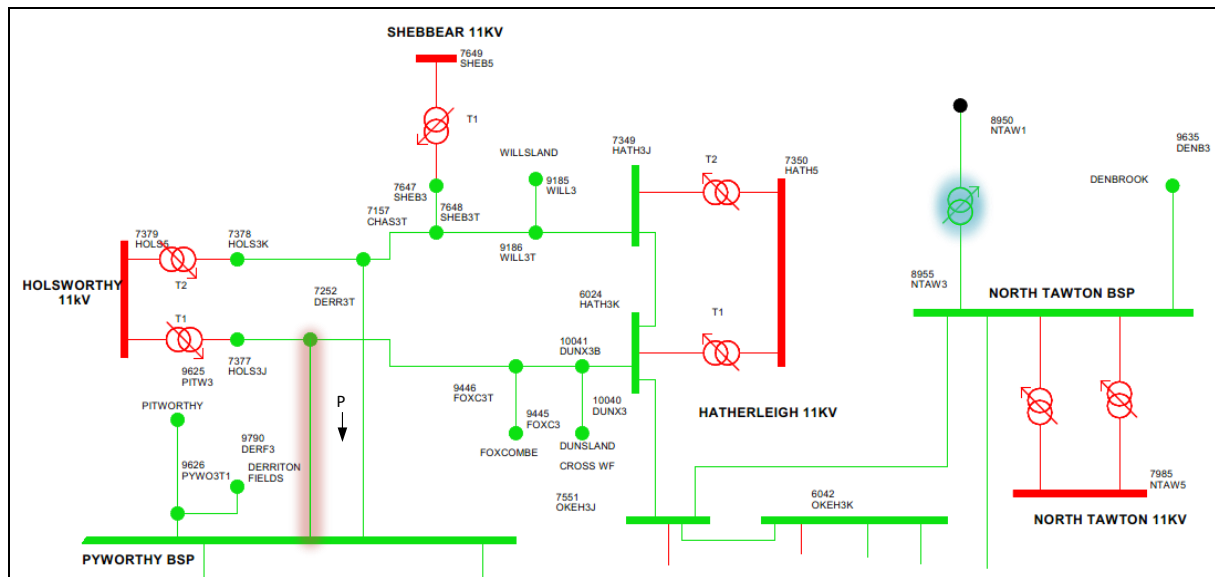 SHEBBEAR 11KV
7649
SHEB5
T1
WILLSLAND
9185
WILL3
7647
SHEB3
7648
SHEB3T
7157
CHAS3T
9186
WILL3T
7349
HATH3J
T2
7350
HATH5
8950
NTAW1
9635
DENB3
DENBROOK
7379
HOLS5
7378
HOLS3K
T2
HOLSWORTHY
11kV
7252
DERR3T
T1
7377
HOLS3J
6024
HATH3K
T1
8955
NTAW3
NORTH TAWTON BSP
9625
PITW3
PITWORTHY
P
10041
DUNX3B
9446
FOXC3T
9445
FOXC3
10040
DUNX3
HATHERLEIGH 11KV
9790
DERF3
DERRITON
FIELDS
9626
PYWO3T1
FOXCOMBE
DUNSLAND
CROSS WF
7551
OKEH3J
6042
OKEH3K
7985
NTAW5
NORTH TAWTON 11KV
PYWORTHY BSP